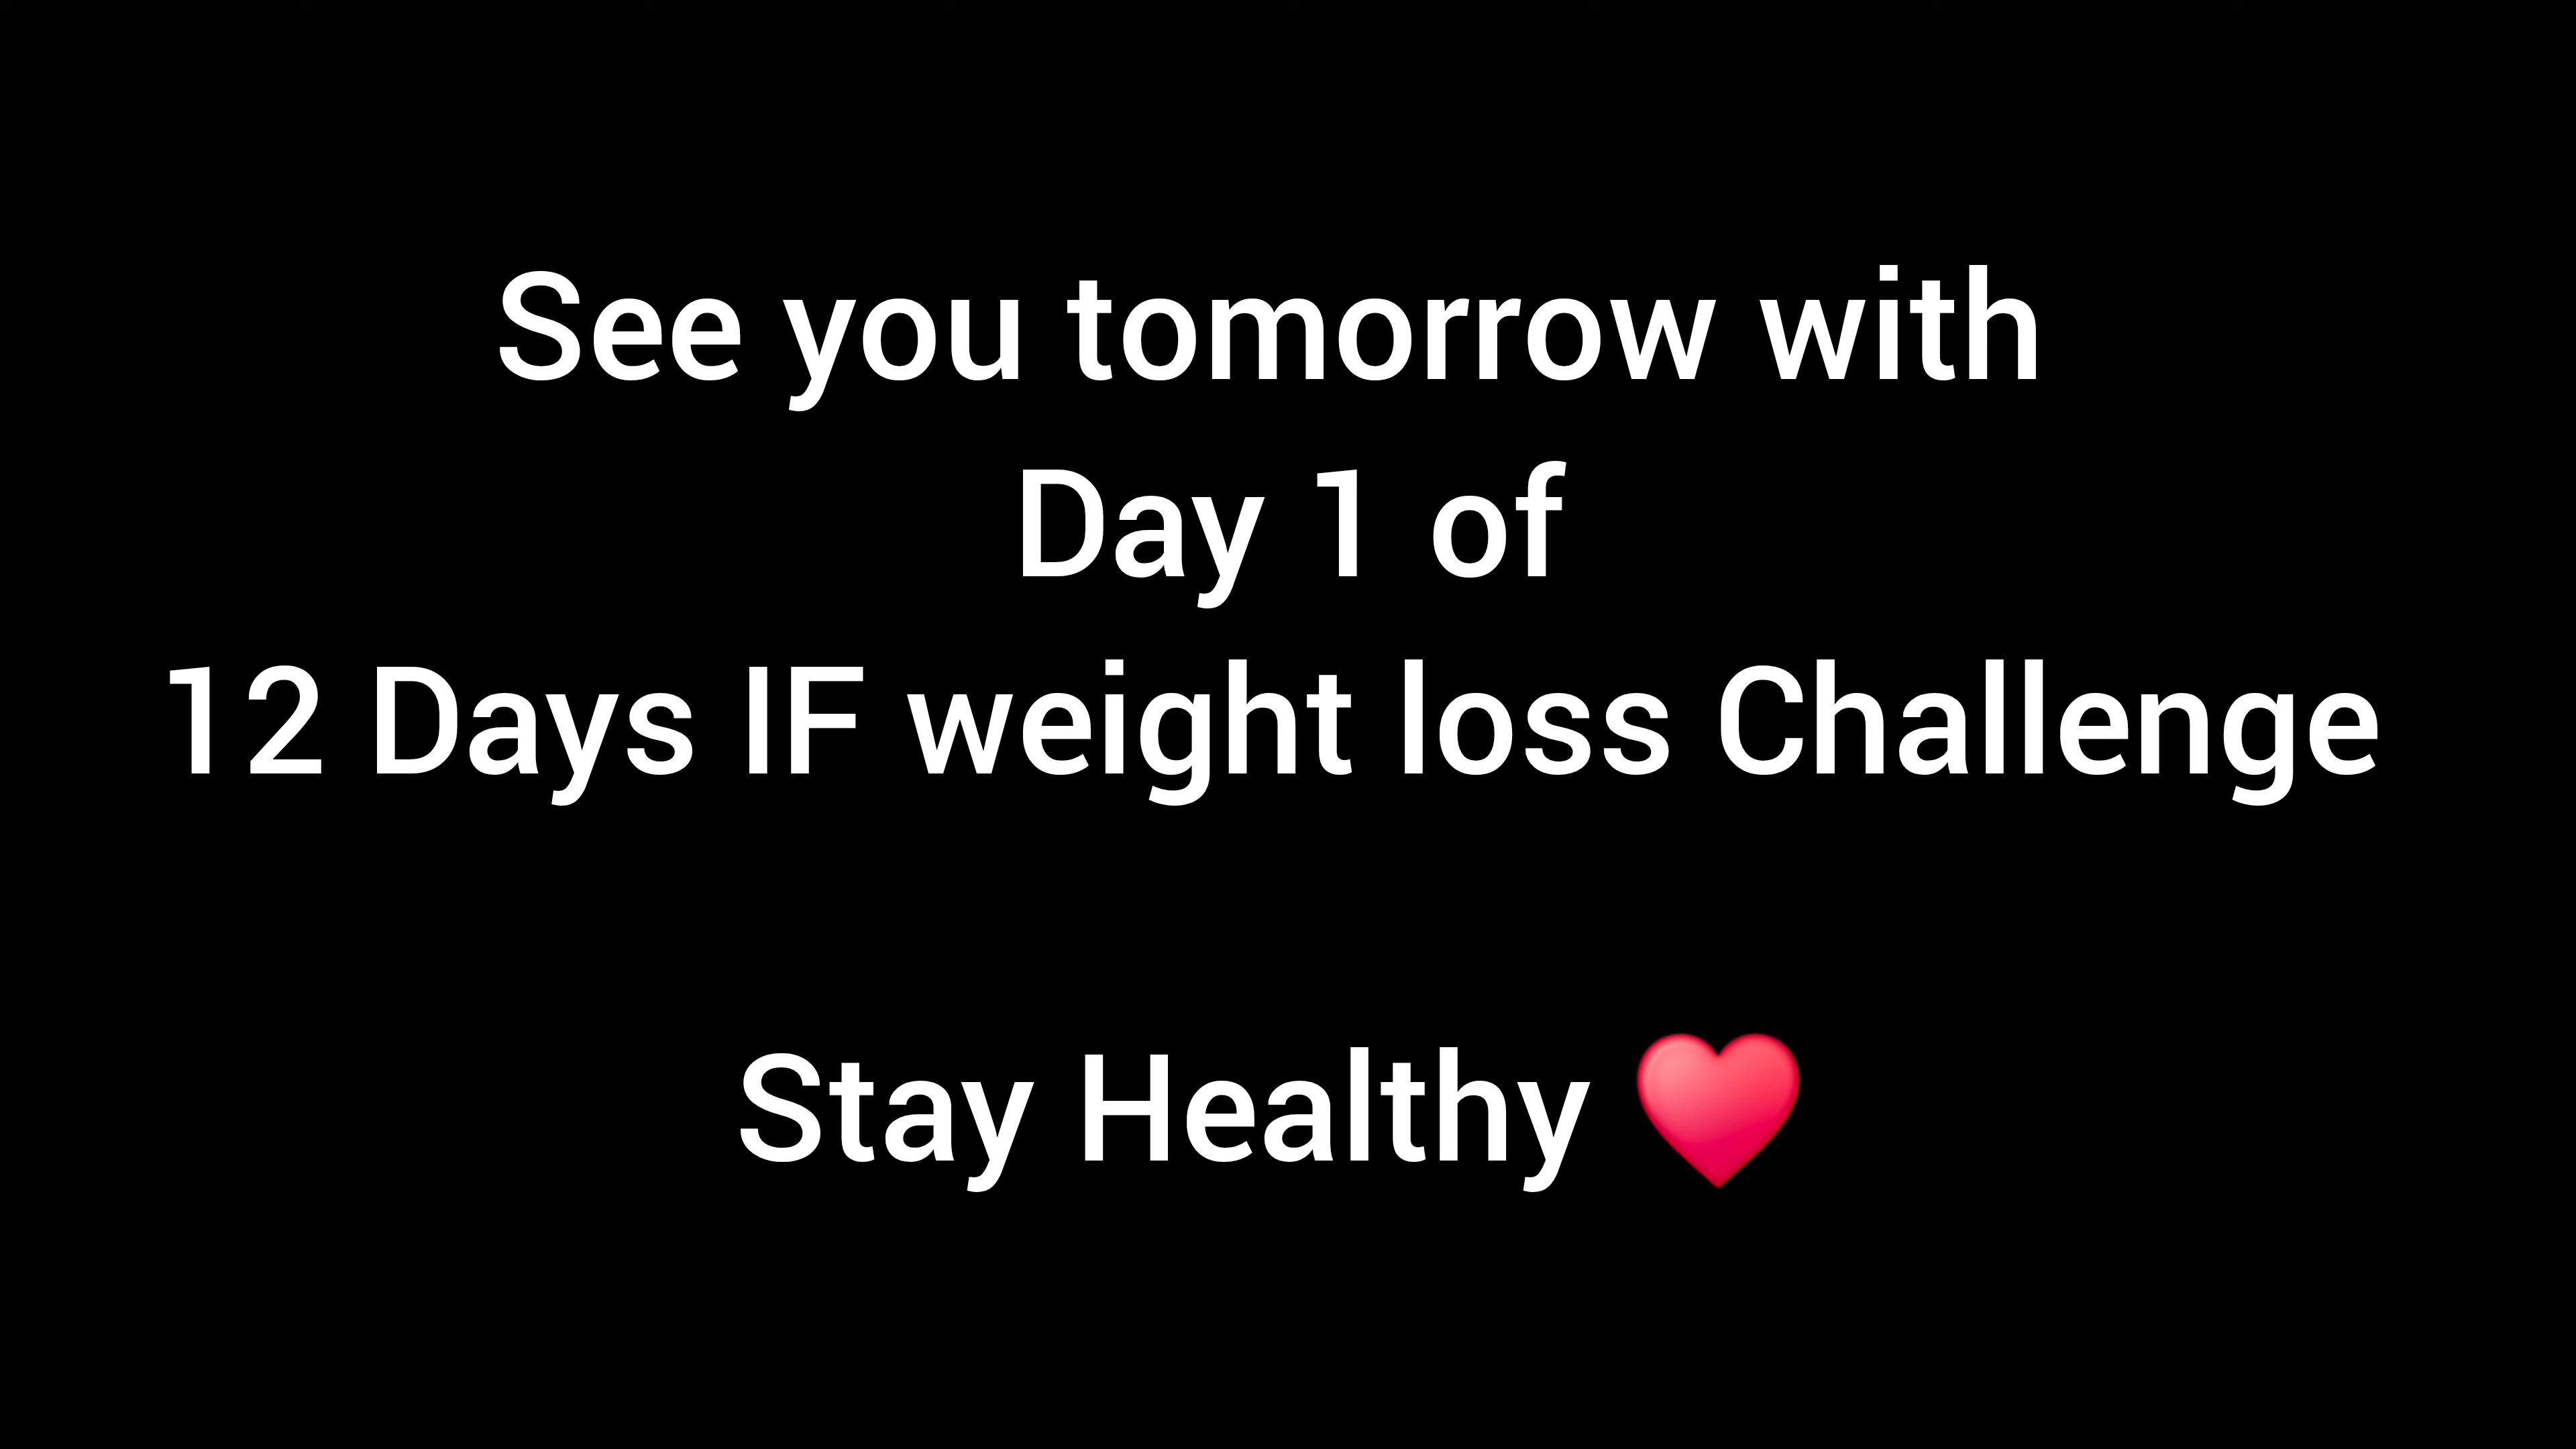 See you tomorrow with
Day 1 of
12 Days IF weight loss Challenge
Stay Healthy ❤️